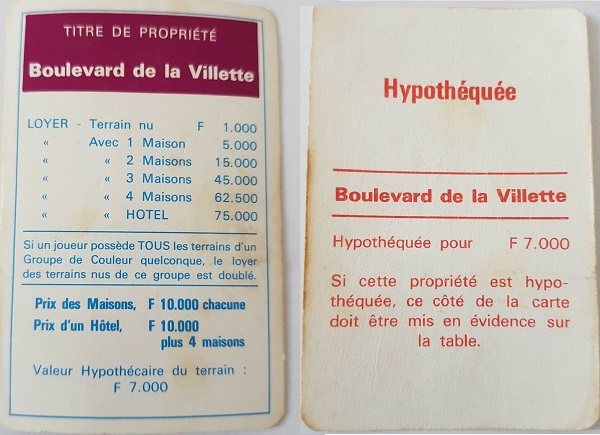 TITRE DE PROPRIÉTÉ
Boulevard de la Villette
LOYER - Terrain nu F 1.000
« Avec 1 Maison 5.000
« « 2 Maisons 15.000
« « 3 Maisons 45.000
« « 4 Maisons 62.500
« « HOTEL 75.000
Si un joueur possède TOUS les terrains d'un
Groupe de Couleur quelconque, le loyer
des terrains nus de ce groupe est doublé.
Prix des Maisons, F 10.000 chacune
Prix d'un Hôtel, F 10.000
plus 4 maisons
Valeur Hypothécaire du terrain :
F 7.000
Hypothéquée
Boulevard de la Villette
Hypothéquée pour F 7.000
Si cette propriété est hypo-
théquée, ce côté de la carte
doit être mis en évidence sur
la table.